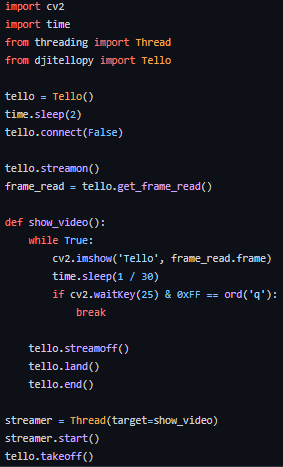 import cv2
import time
from threading import Thread
from djitellopy import Tello

tello = Tello()
time.sleep(2)
tello.connect(False)

tello.streamon()
frame_read = tello.get_frame_read()

def show_video():
    while True:
        cv2.imshow('Tello', frame_read.frame)
        time.sleep(1 / 30)
        if cv2.waitKey(25) & 0xFF == ord('q'):
            break

    tello.streamoff()
    tello.land()
    tello.end()

streamer = Thread(target=show_video)
streamer.start()
tello.takeoff()